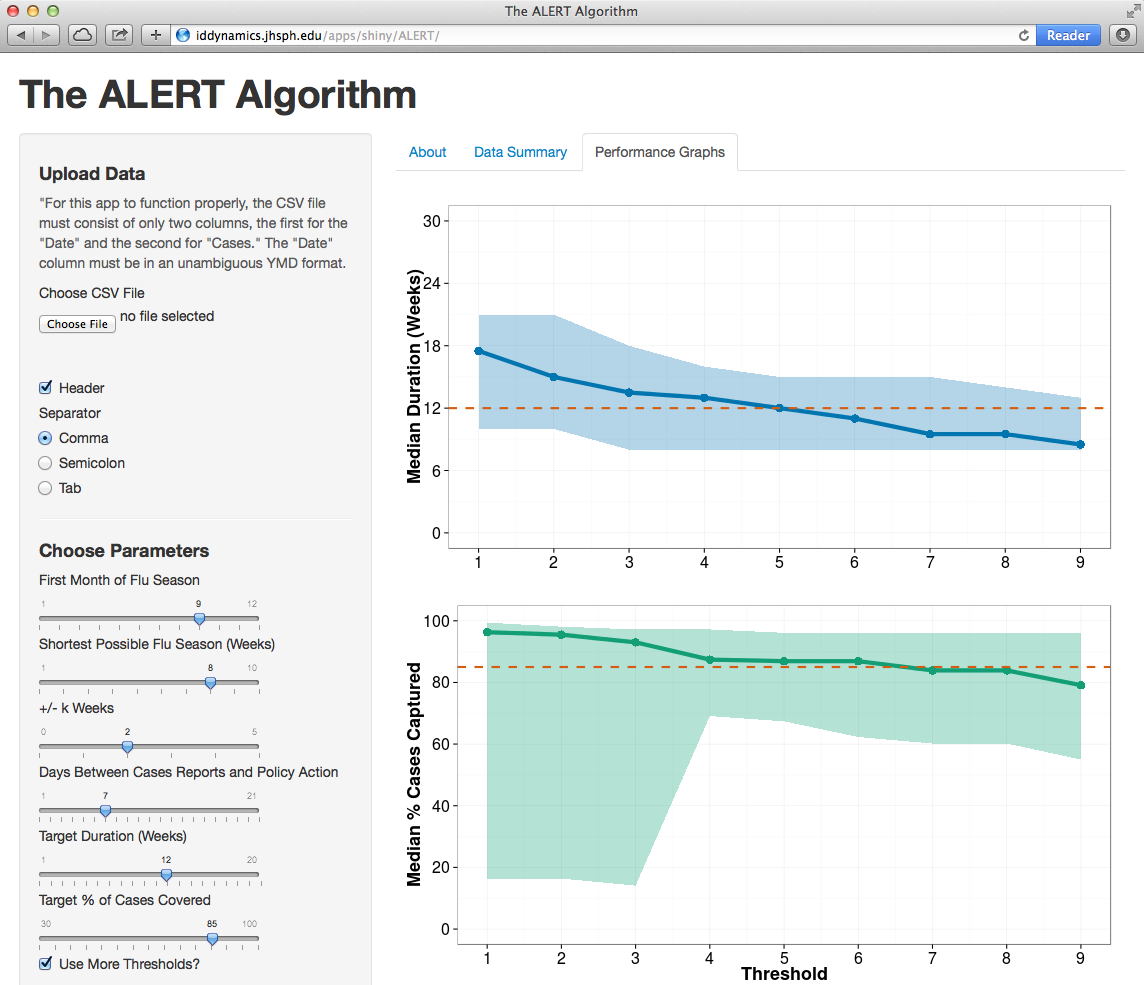 The ALERT Algorithm
iddynamics.jhsph.edu/apps/shiny/ALERT/
Reader
The ALERT Algorithm
Upload Data
"For this app to function properly, the CSV file
must consist of only two columns, the first for the
"Date" and the second for "Cases." The "Date"
column must be in an unambiguous YMD format.
Choose CSV File
Choose File no file selected
Header
Separator
Comma
Semicolon
Tab
Choose Parameters
First Month of Flu Season
1 9 12
Shortest Possible Flu Season (Weeks)
1 8 10
+/- k Weeks
0 2 5
Days Between Cases Reports and Policy Action
1 7 21
Target Duration (Weeks)
1 12 20
Target % of Cases Covered
30 85 100
Use More Thresholds?
About Data Summary Performance Graphs
Median Duration (Weeks)
30
24
18
12
6
0
1 2 3 4 5 6 7 8 9
Median % Cases Captured
100
80
60
40
20
0
1 2 3 4 5 6 7 8 9
Threshold